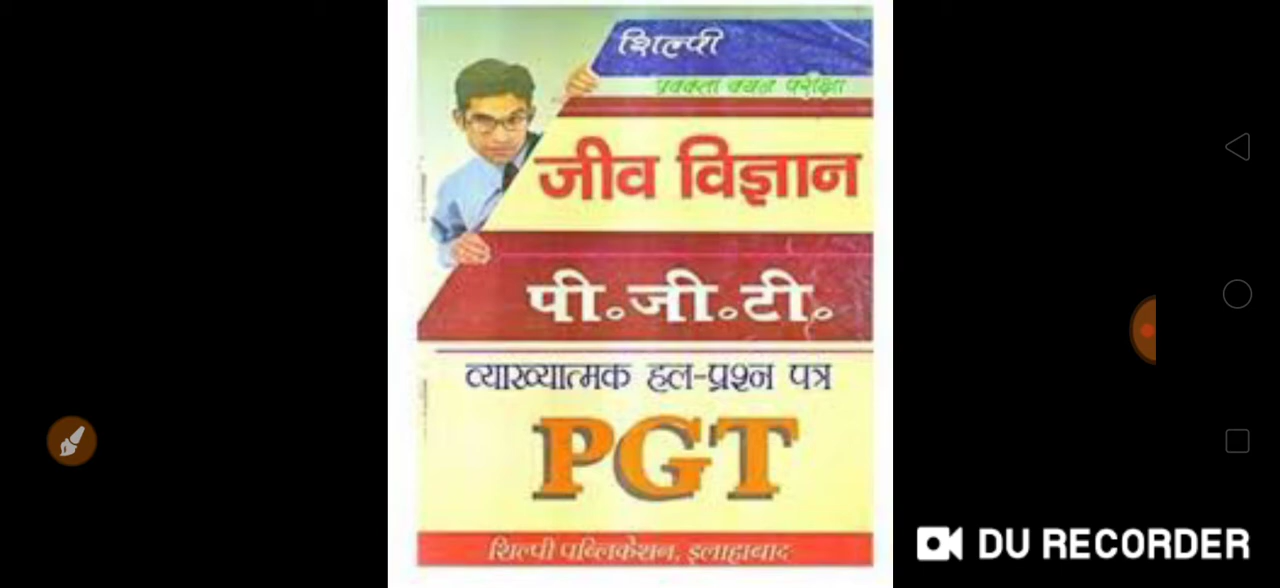 शिल्पी
प्रवक्ता चयन परीक्षा
जीव विज्ञान
पी॰जी॰टी॰
व्याख्यात्मक हल-प्रश्न पत्र
PGT
शिल्पी पब्लिकेशन, इलाहाबाद
DU RECORDER